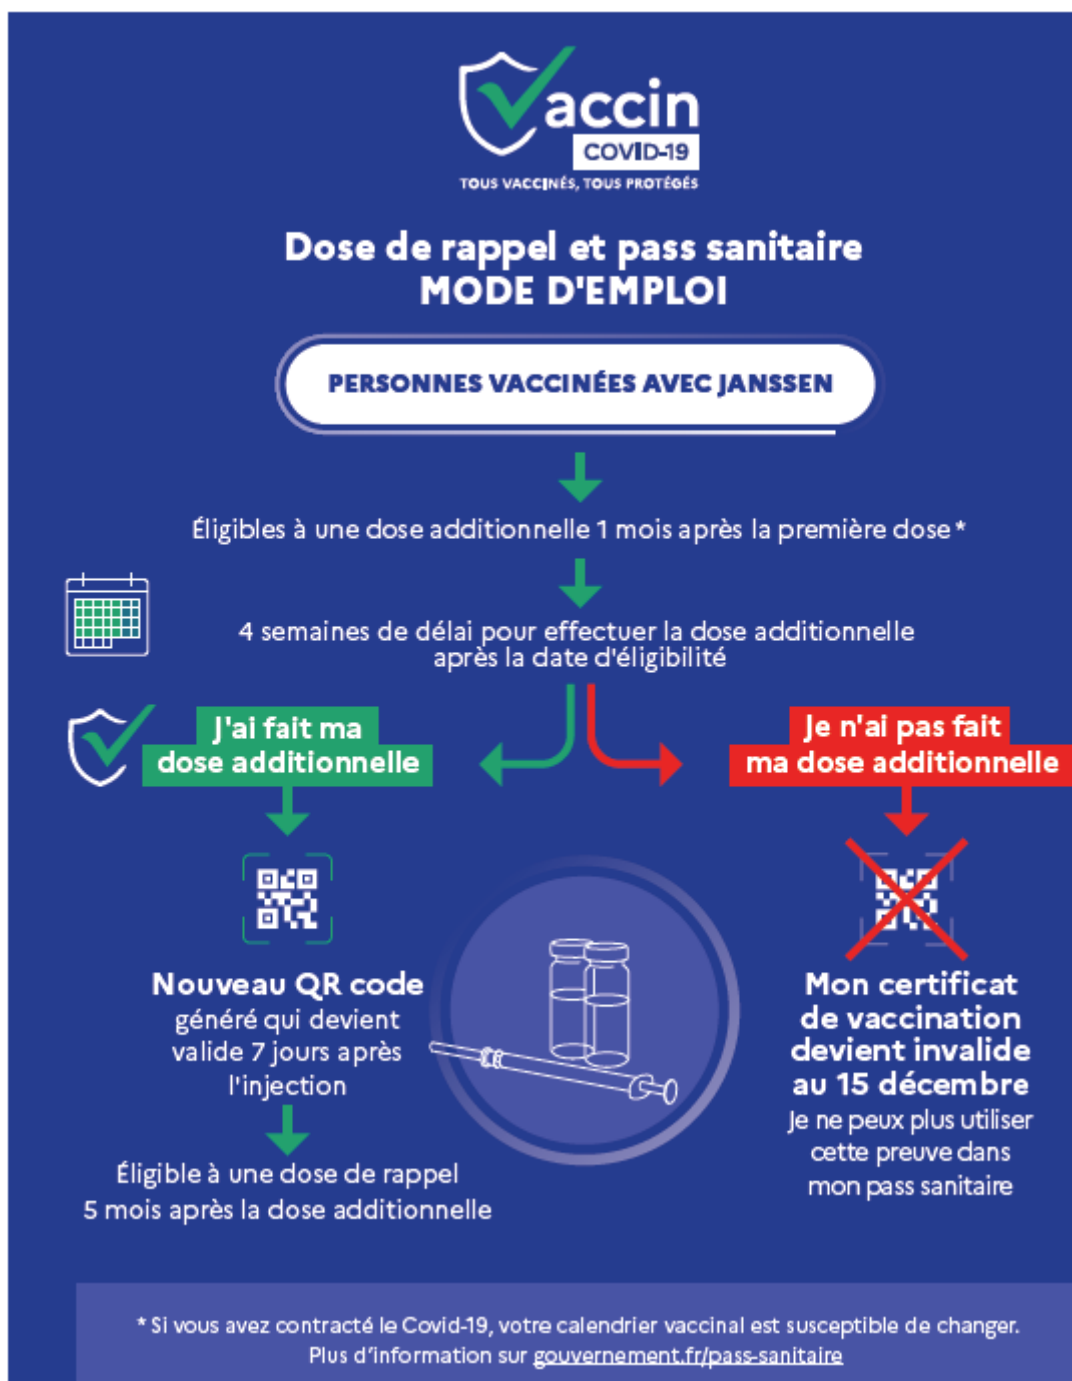 Vaccin
COVID-19
TOUS VACCINÉS, TOUS PROTÉGÉS
Dose de rappel et pass sanitaire
MODE D'EMPLOI
PERSONNES VACCINÉES AVEC JANSSEN
Éligibles à une dose additionnelle 1 mois après la première dose*
4 semaines de délai pour effectuer la dose additionnelle
après la date d'éligibilité
J'ai fait ma
dose additionnelle
Nouveau QR code
généré qui devient
valide 7 jours après
l'injection
Éligible à une dose de rappel
5 mois après la dose additionnelle
Je n'ai pas fait
ma dose additionnelle
Mon certificat
de vaccination
devient invalide
au 15 décembre
Je ne peux plus utiliser
cette preuve dans
mon pass sanitaire
* Si vous avez contracté le Covid-19, votre calendrier vaccinal est susceptible de changer.
Plus d'information sur gouvernement.fr/pass-sanitaire